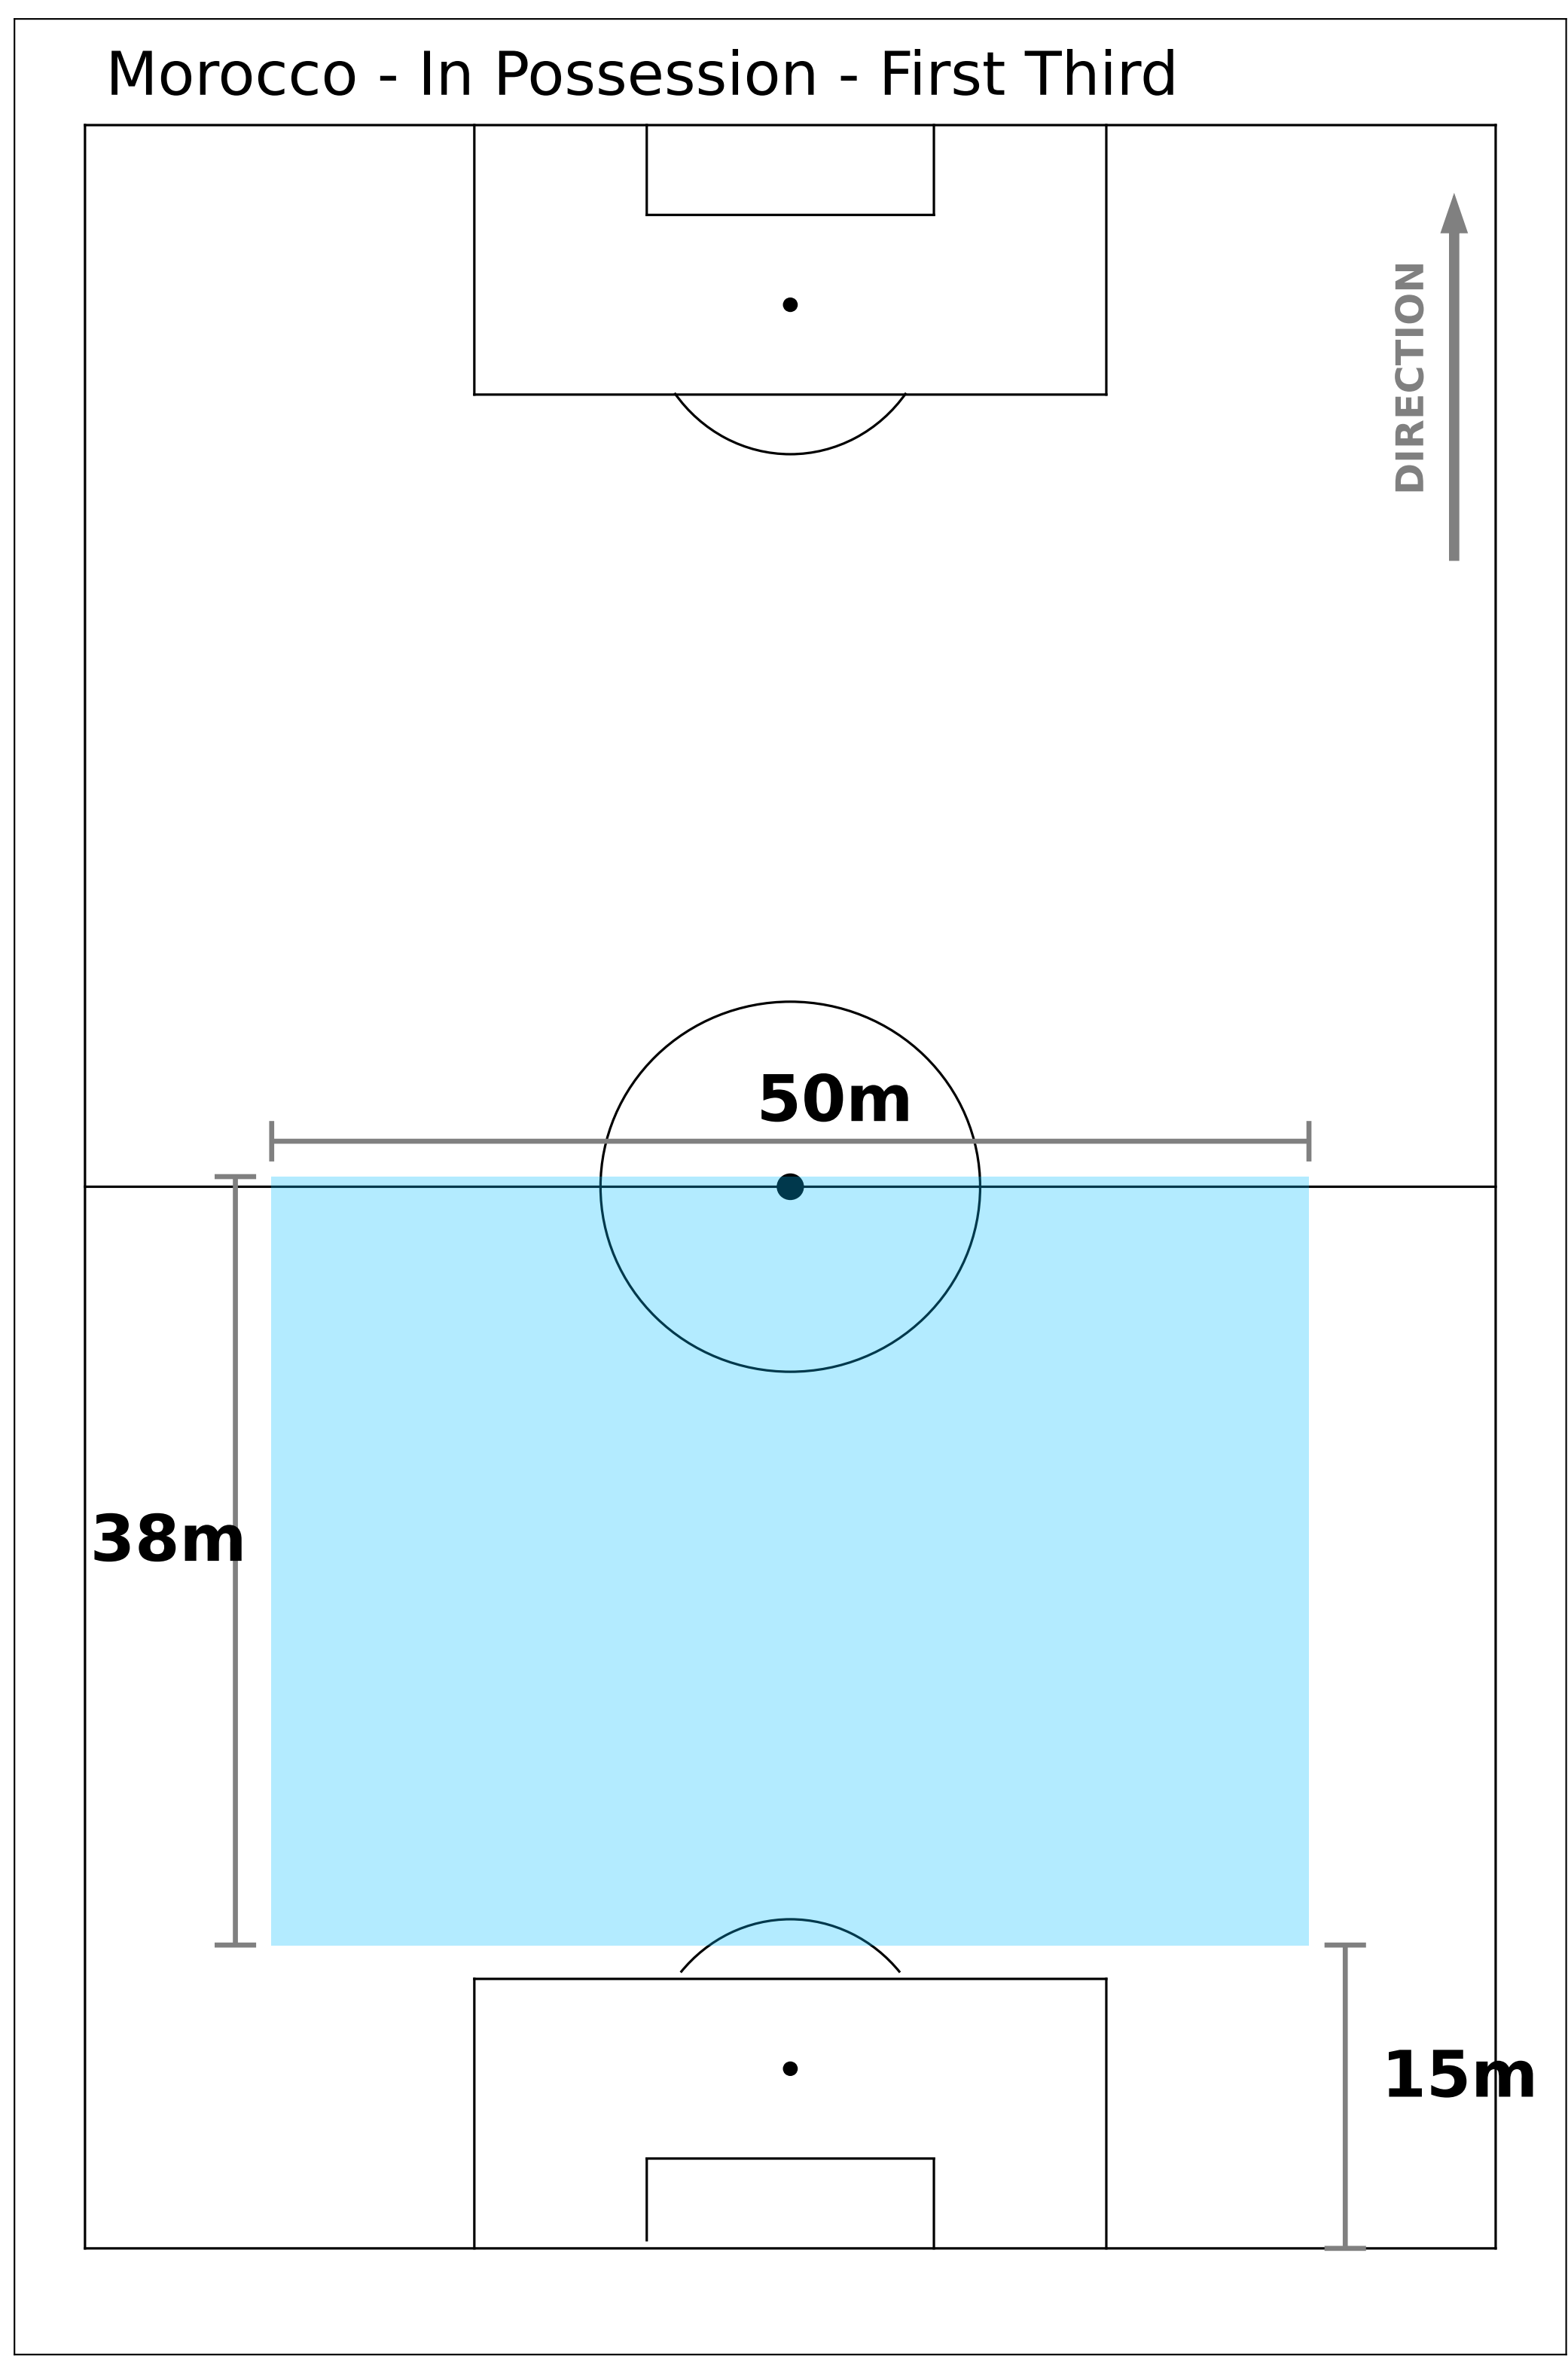 Morocco - In Possession - First Third
DIRECTION
50m
38m
15m